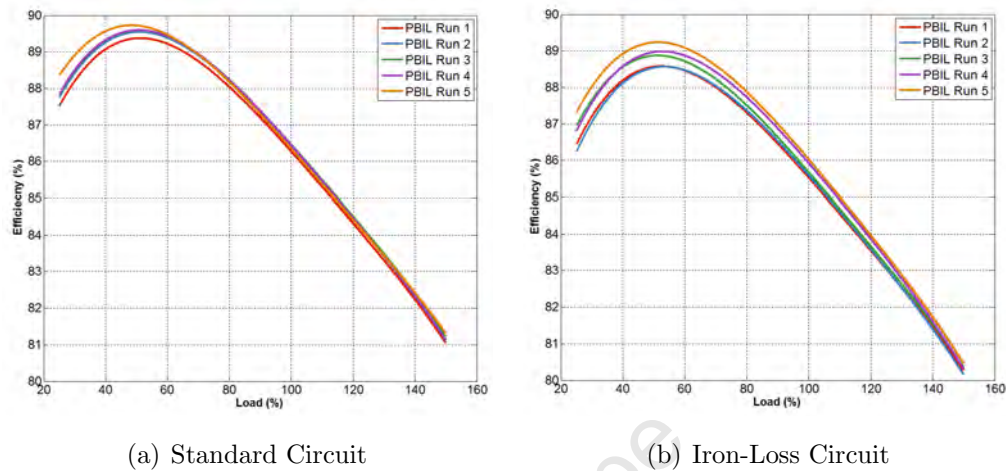 90
89
88
87
86
85
84
83
82
81
80
Efficiecny (%)
20 40 60 80 100 120 140 160
Load (%)
PBIL Run 1
PBIL Run 2
PBIL Run 3
PBIL Run 4
PBIL Run 5
(a) Standard Circuit
90
89
88
87
86
85
84
83
82
81
80
Efficiency (%)
20 40 60 80 100 120 140 160
Load (%)
PBIL Run 1
PBIL Run 2
PBIL Run 3
PBIL Run 4
PBIL Run 5
(b) Iron-Loss Circuit